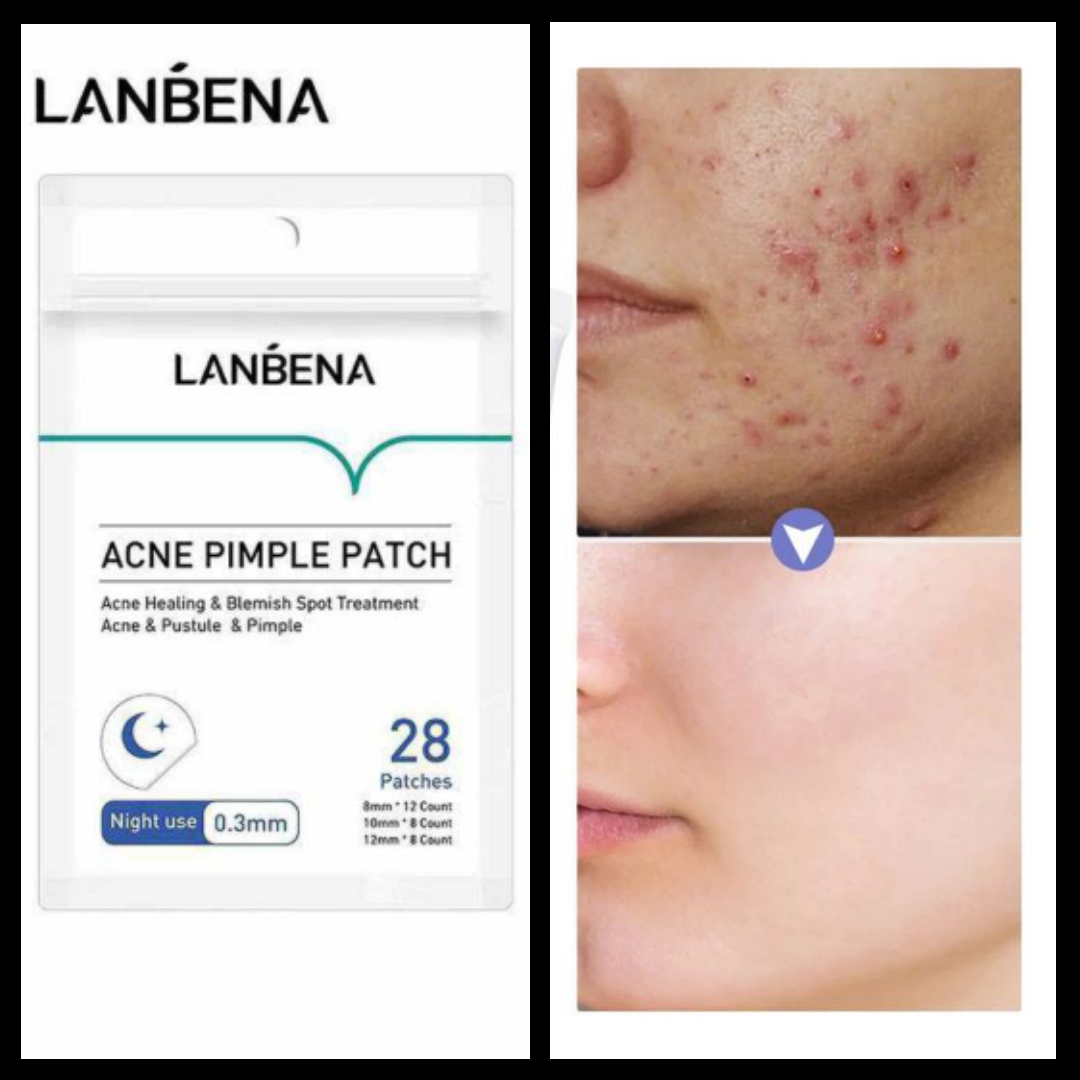 LANBENA
LANBENA
ACNE PIMPLE PATCH
Acne Healing & Blemish Spot Treatment
Acne & Pustule & Pimple
28
Patches
8mm * 12 Count
10mm * 8 Count
12mm * 8 Count
Night use 0.3mm